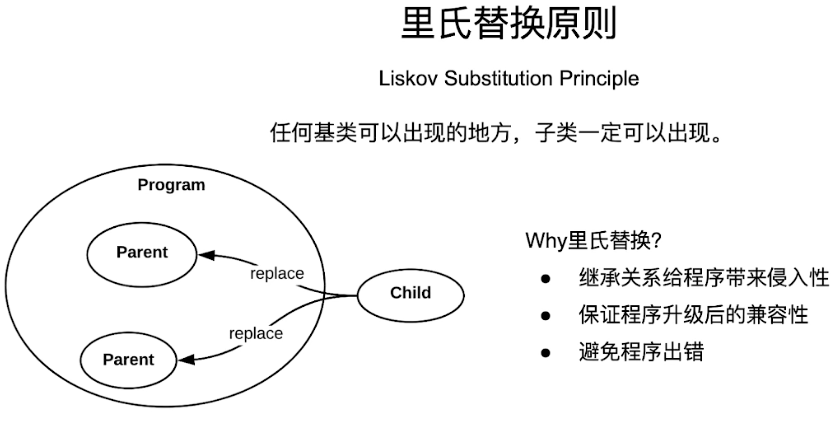 里氏替换原则
Liskov Substitution Principle
任何基类可以出现的地方，子类一定可以出现。
Program
Parent
replace
Child
replace
Parent
Why里氏替换?
● 继承关系给程序带来侵入性
● 保证程序升级后的兼容性
● 避免程序出错